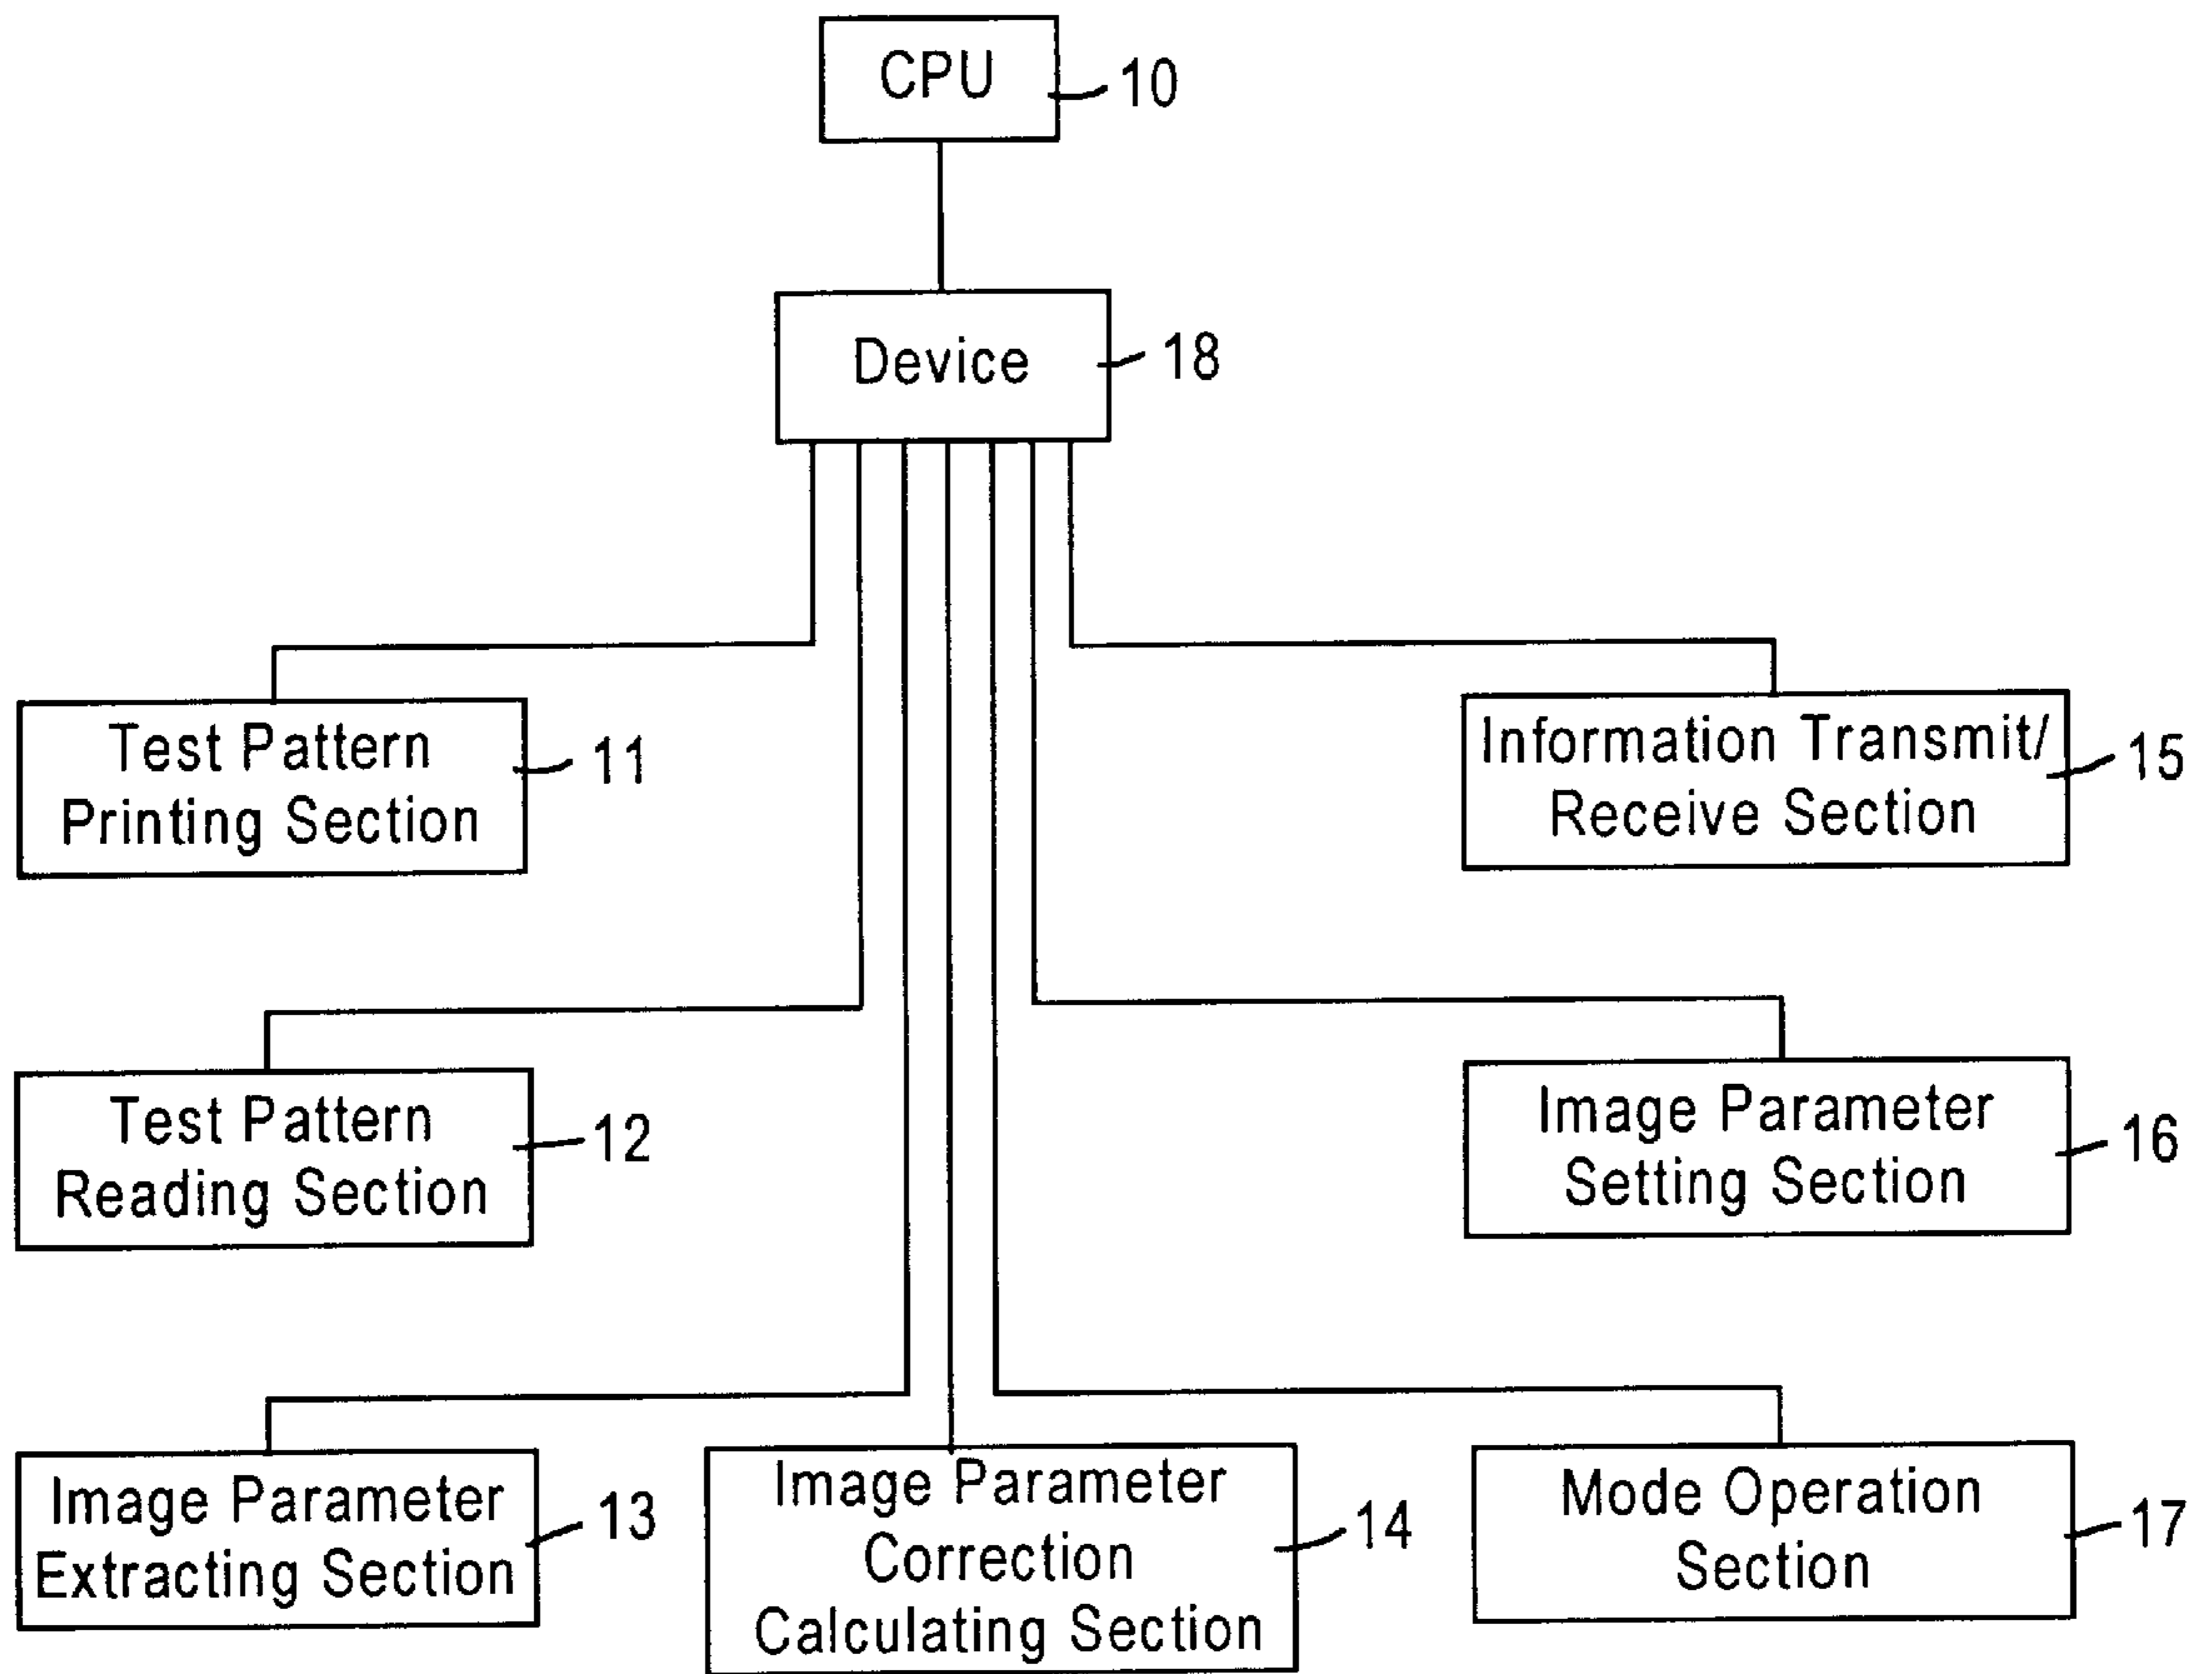 CPU
10
Device
18
Test Pattern
Printing Section
11
Information Transmit/
Receive Section
15
Test Pattern
Reading Section
12
Image Parameter
Setting Section
16
Image Parameter
Extracting Section
13
Image Parameter
Correction
Calculating Section
14
Mode Operation
Section
17